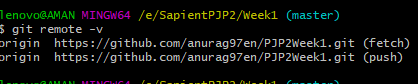 lenovo@AMAN MINGW64 /e/SapientPJP2/Week1 (master)
$ git remote -v
origin  https://github.com/anurag97en/PJP2Week1.git (fetch)
origin  https://github.com/anurag97en/PJP2Week1.git (push)